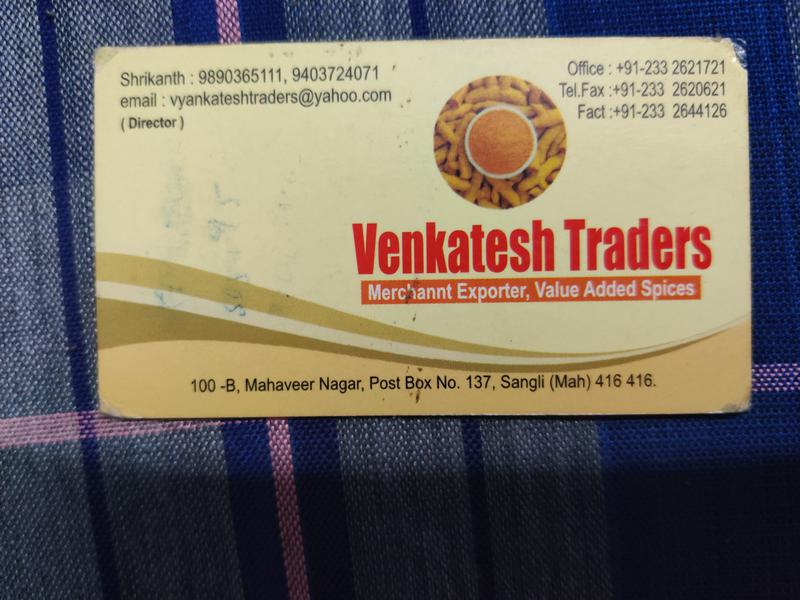 Shrikanth : 9890365111, 9403724071
email : vyankateshtraders@yahoo.com
( Director )
Office : +91-233 2621721
Tel.Fax :+91-233 2620621
Fact :+91-233 2644126
Venkatesh Traders
Merchannt Exporter, Value Added Spices
100 -B, Mahaveer Nagar, Post Box No. 137, Sangli (Mah) 416 416.